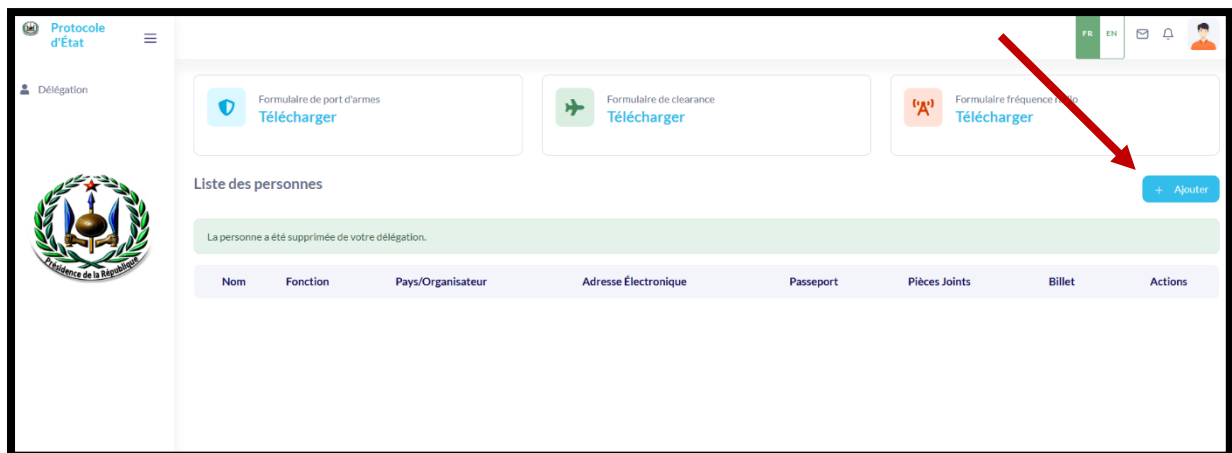 Protocole
d'État
FR EN
Délégation
Formulaire de port d'armes
Télécharger
Formulaire de clearance
Télécharger
Formulaire fréquence
Télécharger
Liste des personnes
+ Ajouter
La personne a été supprimée de votre délégation.
Nom Fonction Pays/Organisateur Adresse Électronique Passeport Pièces Joints Billet Actions
Présidence de la République